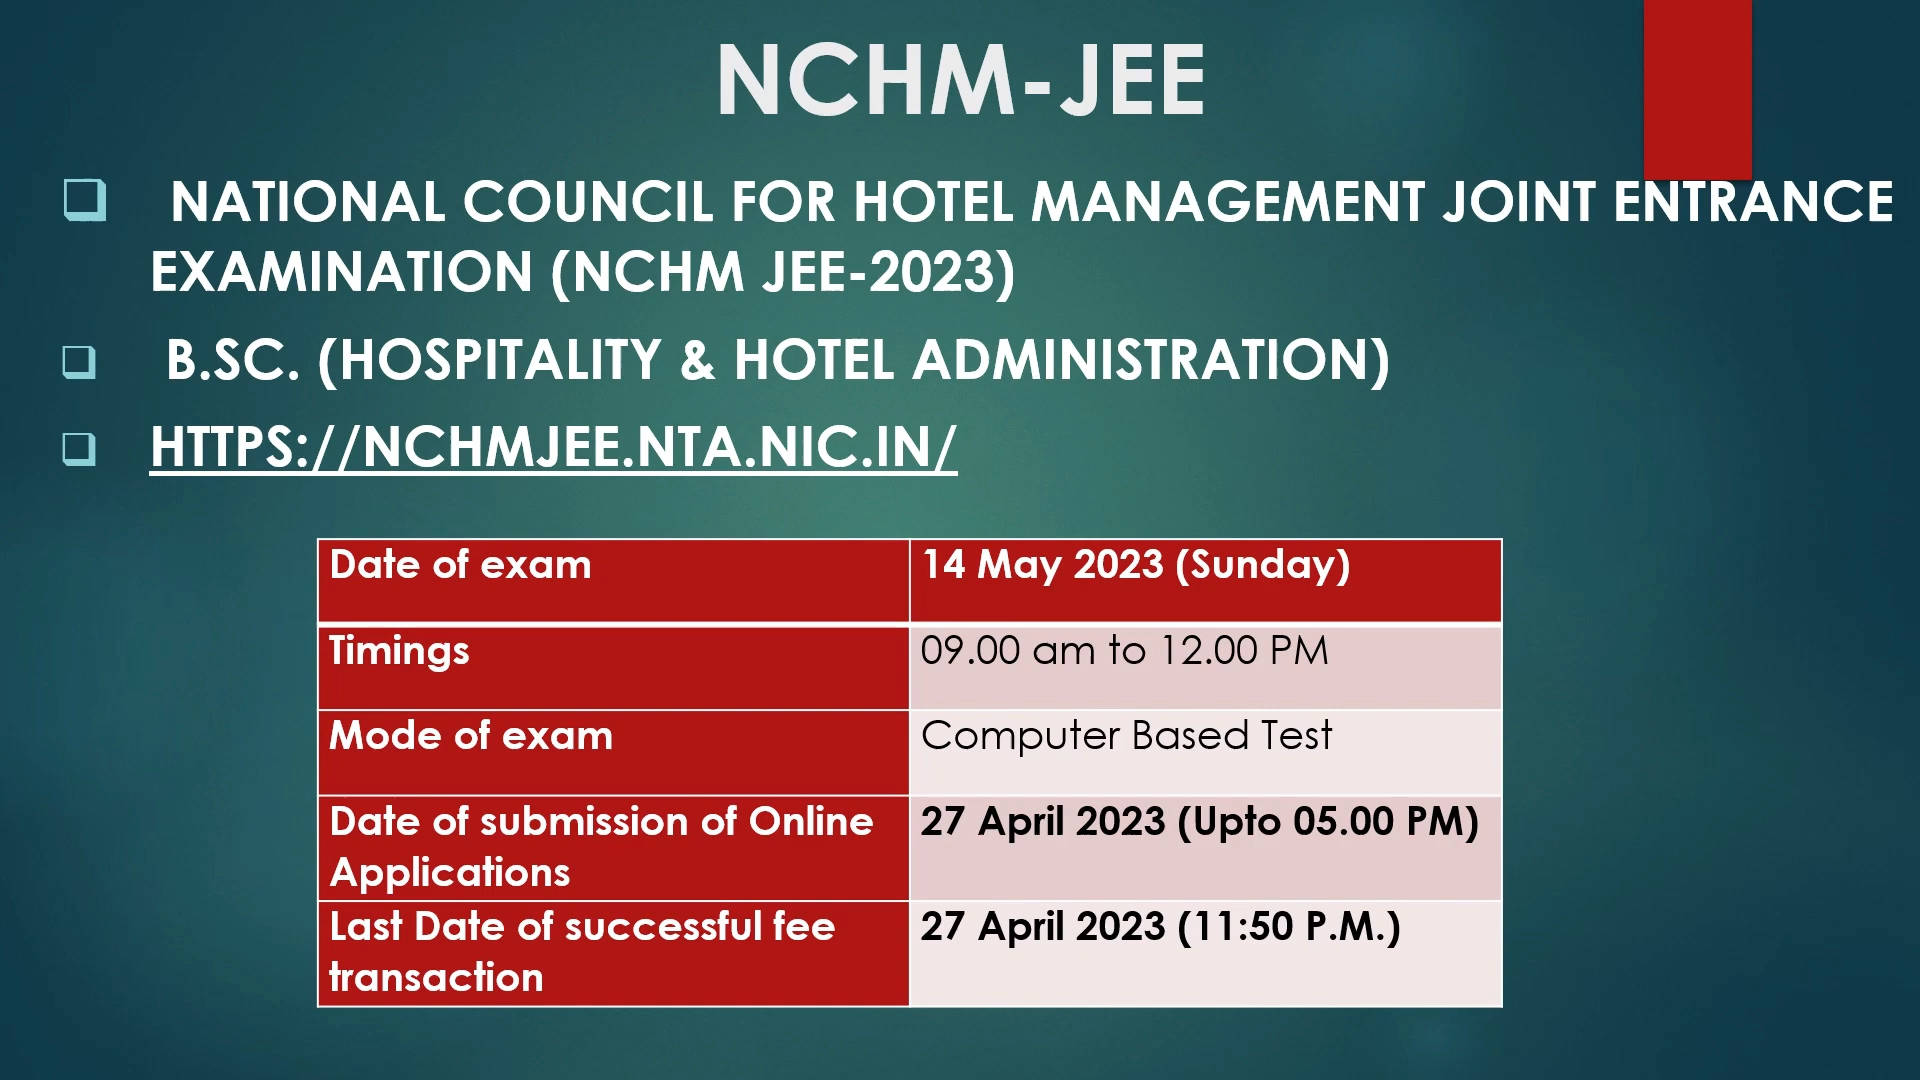 NCHM-JEE
NATIONAL COUNCIL FOR HOTEL MANAGEMENT JOINT ENTRANCE
EXAMINATION (NCHM JEE-2023)
B.SC. (HOSPITALITY & HOTEL ADMINISTRATION)
HTTPS://NCHMJEE.NTA.NIC.IN/
Date of exam 14 May 2023 (Sunday)
Timings 09.00 am to 12.00 PM
Mode of exam Computer Based Test
Date of submission of Online 27 April 2023 (Upto 05.00 PM)
Applications
Last Date of successful fee 27 April 2023 (11:50 P.M.)
transaction